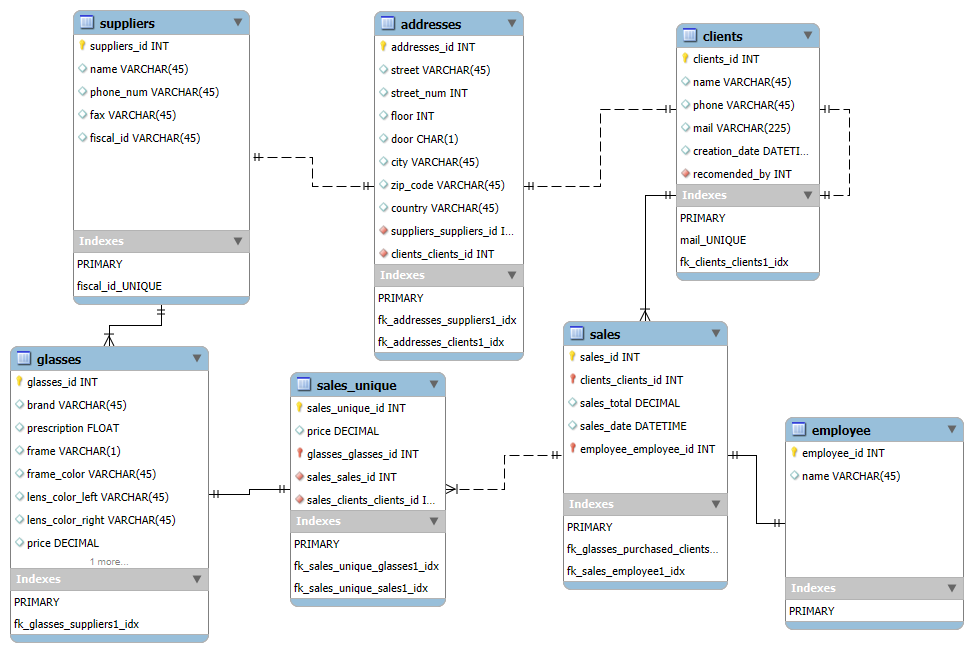 suppliers
suppliers_id INT
name VARCHAR(45)
phone_num VARCHAR(45)
fax VARCHAR(45)
fiscal_id VARCHAR(45)
Indexes
PRIMARY
fiscal_id_UNIQUE
addresses
addresses_id INT
street VARCHAR(45)
street_num INT
floor INT
door CHAR(1)
city VARCHAR(45)
zip_code VARCHAR(45)
country VARCHAR(45)
suppliers_suppliers_id I...
clients_clients_id INT
Indexes
PRIMARY
fk_addresses_suppliers1_idx
fk_addresses_clients1_idx
clients
clients_id INT
name VARCHAR(45)
phone VARCHAR(45)
mail VARCHAR(225)
creation_date DATETI...
recomended_by INT
Indexes
PRIMARY
mail_UNIQUE
fk_clients_clients1_idx
glasses
glasses_id INT
brand VARCHAR(45)
prescription FLOAT
frame VARCHAR(1)
frame_color VARCHAR(45)
lens_color_left VARCHAR(45)
lens_color_right VARCHAR(45)
price DECIMAL
1 more...
Indexes
PRIMARY
fk_glasses_suppliers1_idx
sales_unique
sales_unique_id INT
price DECIMAL
glasses_glasses_id INT
sales_sales_id INT
sales_clients_clients_id I...
Indexes
PRIMARY
fk_sales_unique_glasses1_idx
fk_sales_unique_sales1_idx
sales
sales_id INT
clients_clients_id INT
sales_total DECIMAL
sales_date DATETIME
employee_employee_id INT
Indexes
PRIMARY
fk_glasses_purchased_clients...
fk_sales_employee1_idx
employee
employee_id INT
name VARCHAR(45)
Indexes
PRIMARY